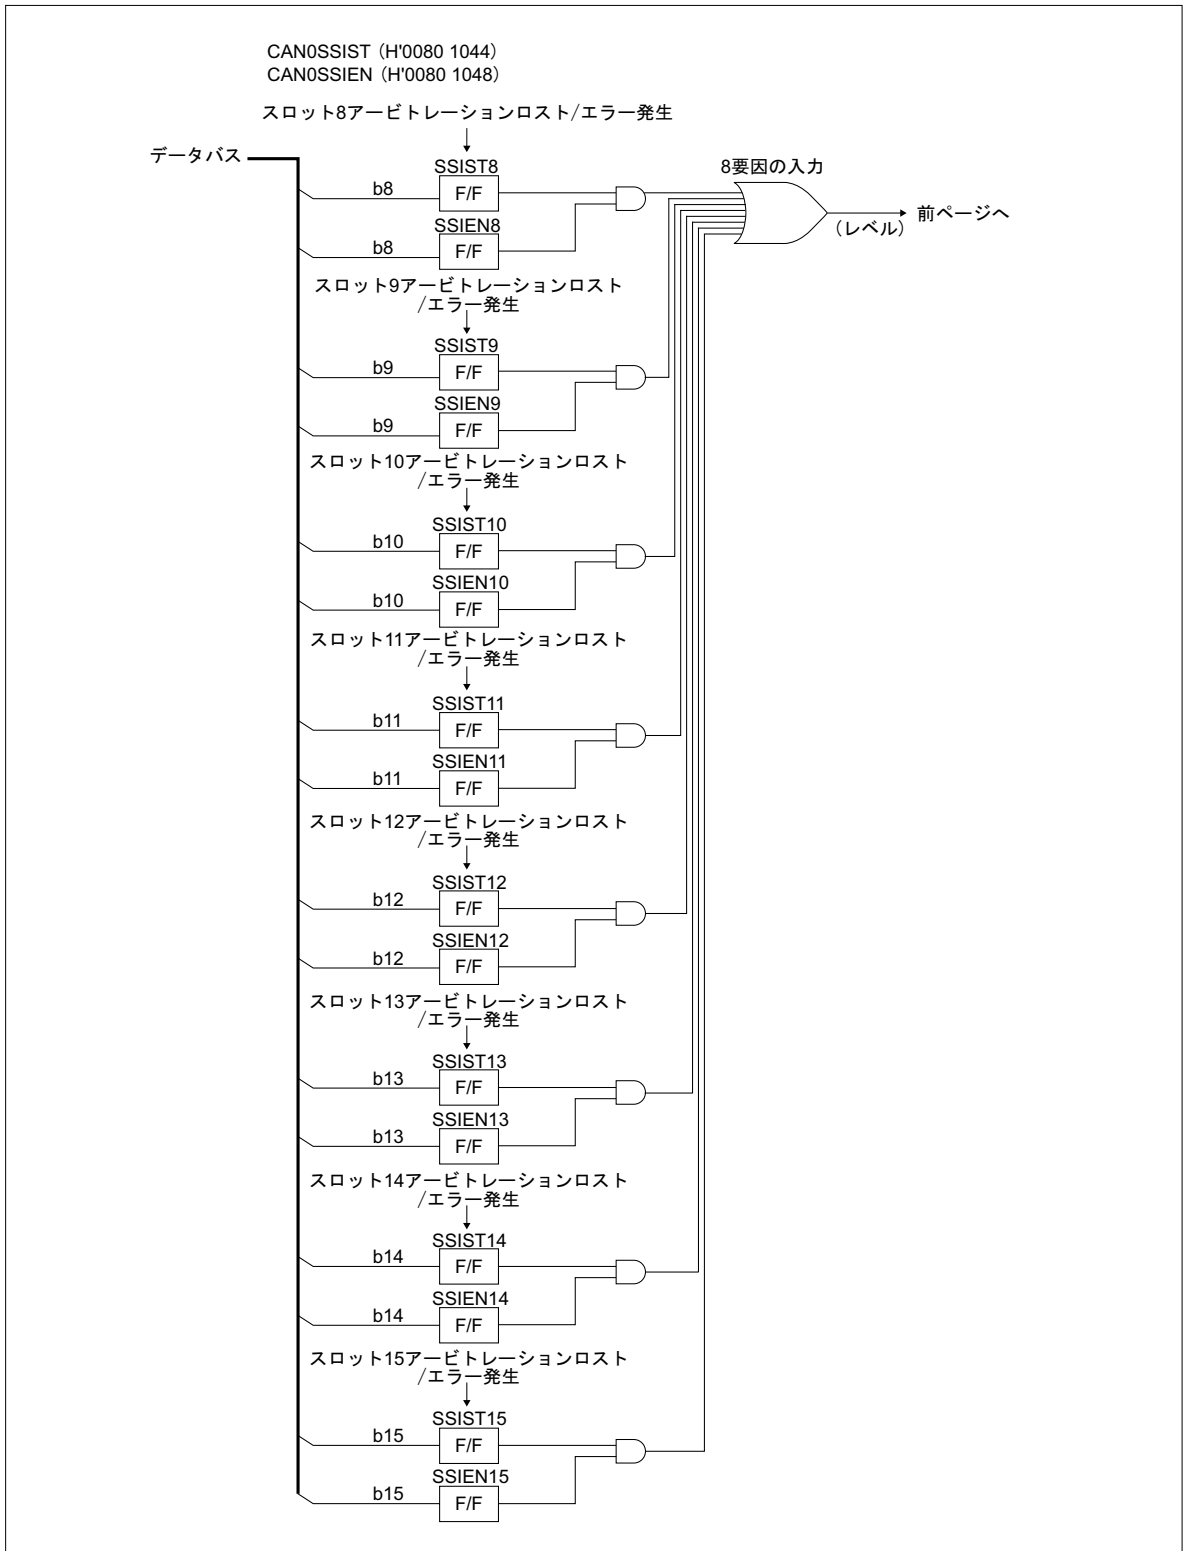 CAN0SSIST (H'0080 1044)
CAN0SSIEN (H'0080 1048)
スロット8アービトレーションロスト/エラー発生
データバス
SSIST8
b8
F/F
SSIEN8
b8
F/F
8要因の入力
(レベル)
前ページへ
スロット9アービトレーションロスト
/エラー発生
SSIST9
b9
F/F
SSIEN9
b9
F/F
スロット10アービトレーションロスト
/エラー発生
SSIST10
b10
F/F
SSIEN10
b10
F/F
スロット11アービトレーションロスト
/エラー発生
SSIST11
b11
F/F
SSIEN11
b11
F/F
スロット12アービトレーションロスト
/エラー発生
SSIST12
b12
F/F
SSIEN12
b12
F/F
スロット13アービトレーションロスト
/エラー発生
SSIST13
b13
F/F
SSIEN13
b13
F/F
スロット14アービトレーションロスト
/エラー発生
SSIST14
b14
F/F
SSIEN14
b14
F/F
スロット15アービトレーションロスト
/エラー発生
SSIST15
b15
F/F
SSIEN15
b15
F/F